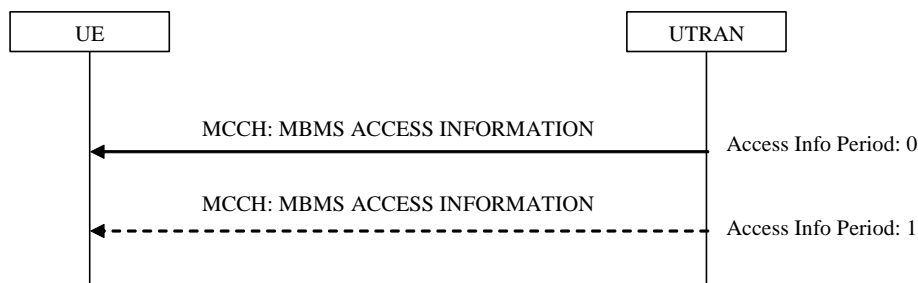 UE
UTRAN
MCCH: MBMS ACCESS INFORMATION
Access Info Period: 0
MCCH: MBMS ACCESS INFORMATION
Access Info Period: 1